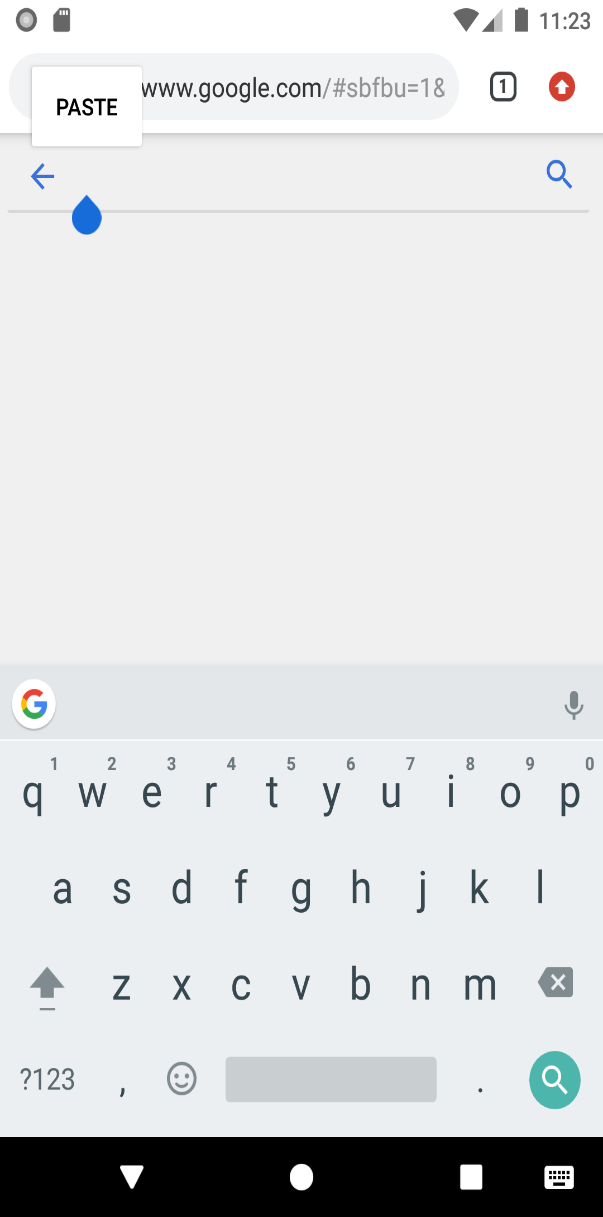 11:23
www.google.com/#sbfbu=1&
1
PASTE
1 2 3 4 5 6 7 8 9 0
q w e r t y u i o p
a s d f g h j k l
z x c v b n m
?123 , .